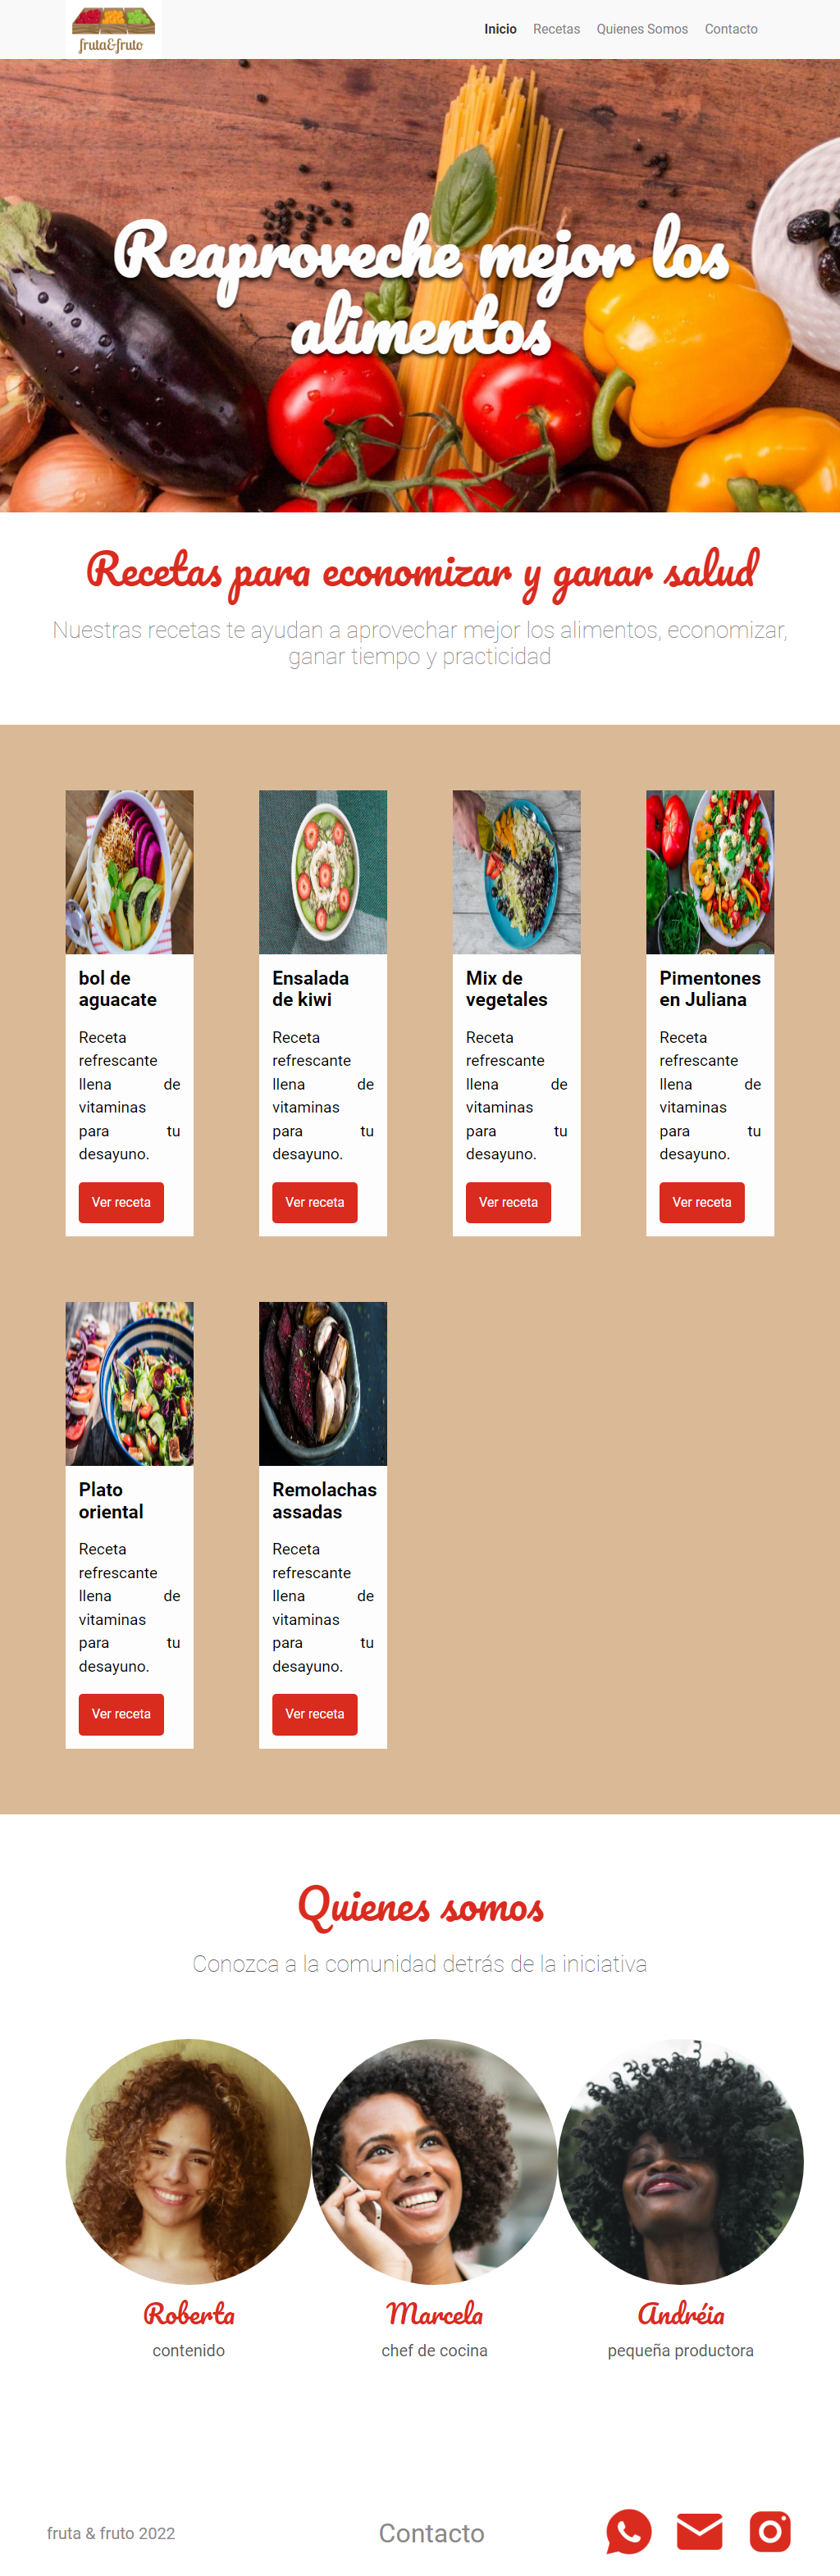 fruta&fruto
Inicio Recetas Quienes Somos Contacto
Reaproveche mejor los
alimentos
Recetas para economizar y ganar salud
Nuestras recetas te ayudan a aprovechar mejor los alimentos, economizar,
ganar tiempo y practicidad
bol de
aguacate
Receta
refrescante
llena de
vitaminas
para tu
desayuno.
Ver receta
Ensalada
de kiwi
Receta
refrescante
llena de
vitaminas
para tu
desayuno.
Ver receta
Mix de
vegetales
Receta
refrescante
llena de
vitaminas
para tu
desayuno.
Ver receta
Pimentones
en Juliana
Receta
refrescante
llena de
vitaminas
para tu
desayuno.
Ver receta
Plato
oriental
Receta
refrescante
llena de
vitaminas
para tu
desayuno.
Ver receta
Remolachas
assadas
Receta
refrescante
llena de
vitaminas
para tu
desayuno.
Ver receta
Quienes somos
Conozca a la comunidad detrás de la iniciativa
Roberta
contenido
Marcela
chef de cocina
Andréia
pequeña productora
fruta & fruto 2022
Contacto